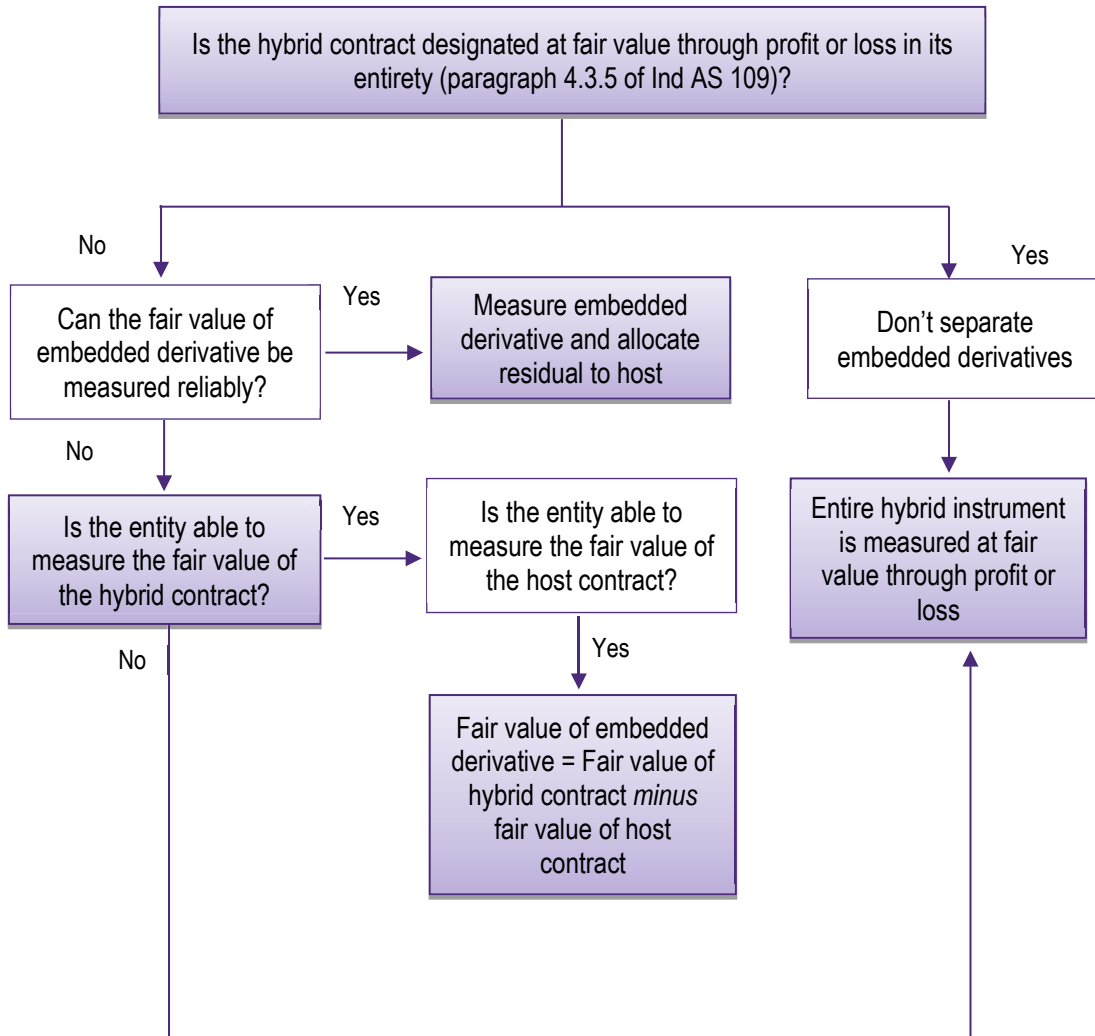 Is the hybrid contract designated at fair value through profit or loss in its
entirety (paragraph 4.3.5 of Ind AS 109)?
No
Yes
Can the fair value of
embedded derivative be
measured reliably?
Yes
Measure embedded
derivative and allocate
residual to host
Don’t separate
embedded derivatives
No
Is the entity able to
measure the fair value of
the hybrid contract?
Yes
Is the entity able to
measure the fair value of
the host contract?
Entire hybrid instrument
is measured at fair
value through profit or
loss
No
Yes
Fair value of embedded
derivative = Fair value of
hybrid contract minus
fair value of host
contract